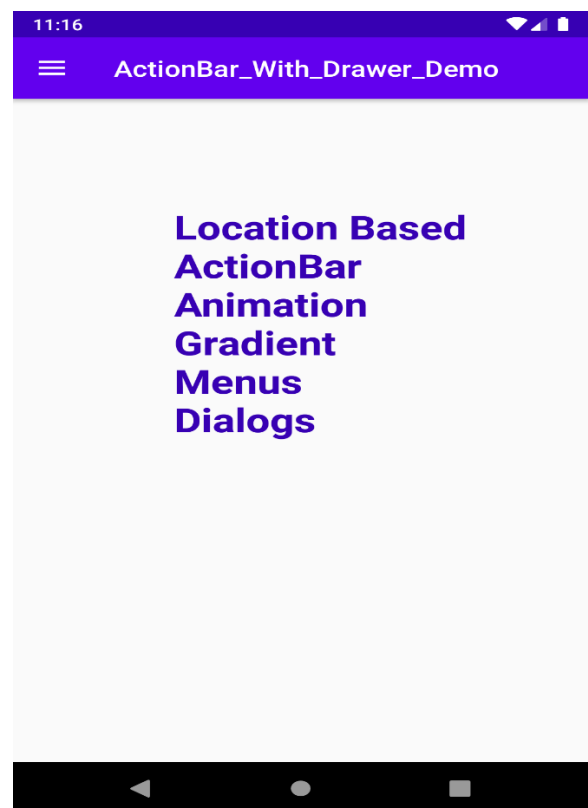 11:16
ActionBar_With_Drawer_Demo
Location Based
ActionBar
Animation
Gradient
Menus
Dialogs